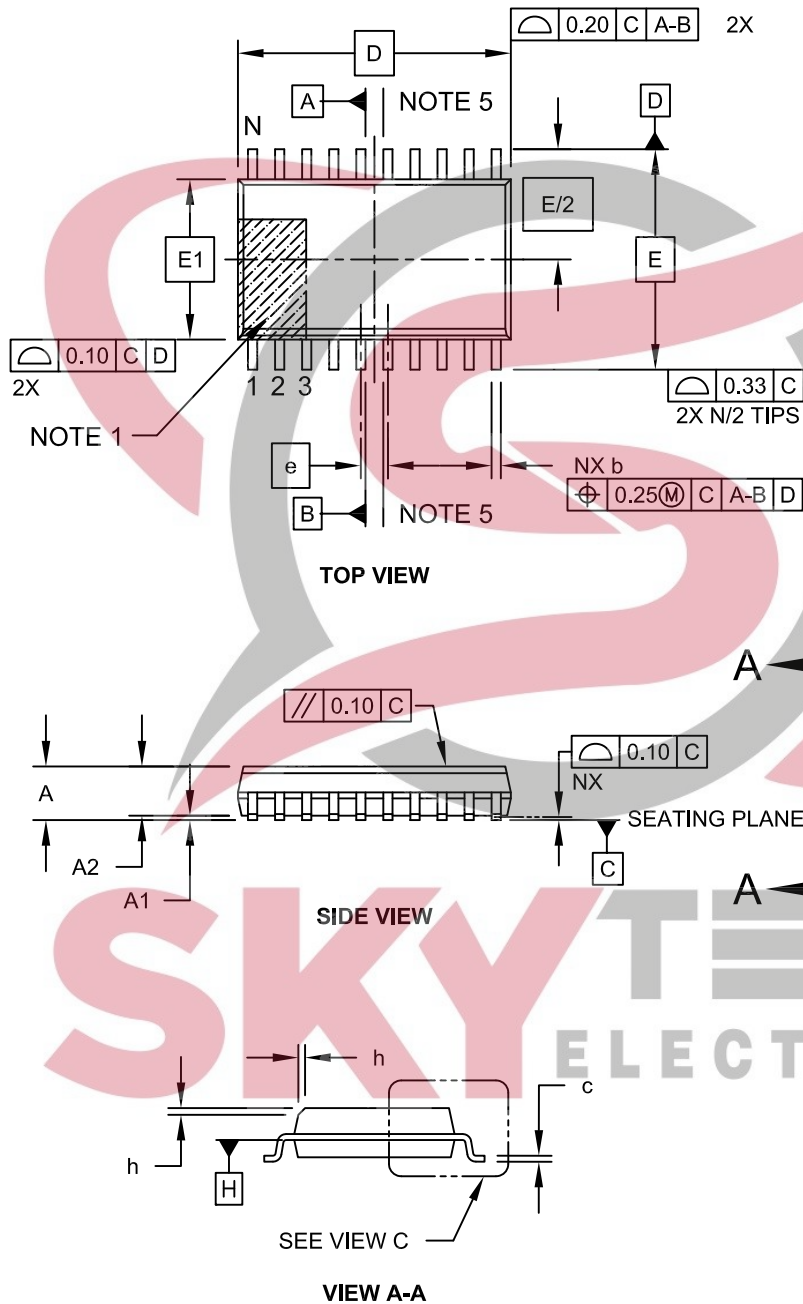 0.20 C A-B 2X
D
A NOTE 5 D
N
E/2
E1 E
0.10 C D
2X
1 2 3
0.33 C
2X N/2 TIPS
NOTE 1
e NX b
0.25Ⓜ C A-B D
B NOTE 5
TOP VIEW
A
// 0.10 C
0.10 C
NX
A
SEATING PLANE
A2 C
A1 A
SIDE VIEW
SKYTE
ELECT
h c
h
H
SEE VIEW C
VIEW A-A